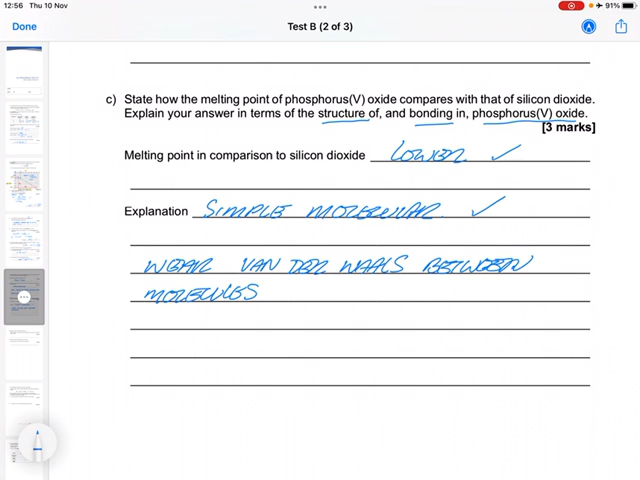 12:56 Thu 10 Nov
91%
Done
Test B (2 of 3)
c) State how the melting point of phosphorus(V) oxide compares with that of silicon dioxide.
Explain your answer in terms of the structure of, and bonding in, phosphorus(V) oxide.
[3 marks]
Melting point in comparison to silicon dioxide LOWER ✓
Explanation SIMPLE MOLECULAR ✓
WEAK VAN DER WAALS BETWEEN
MOLECULES